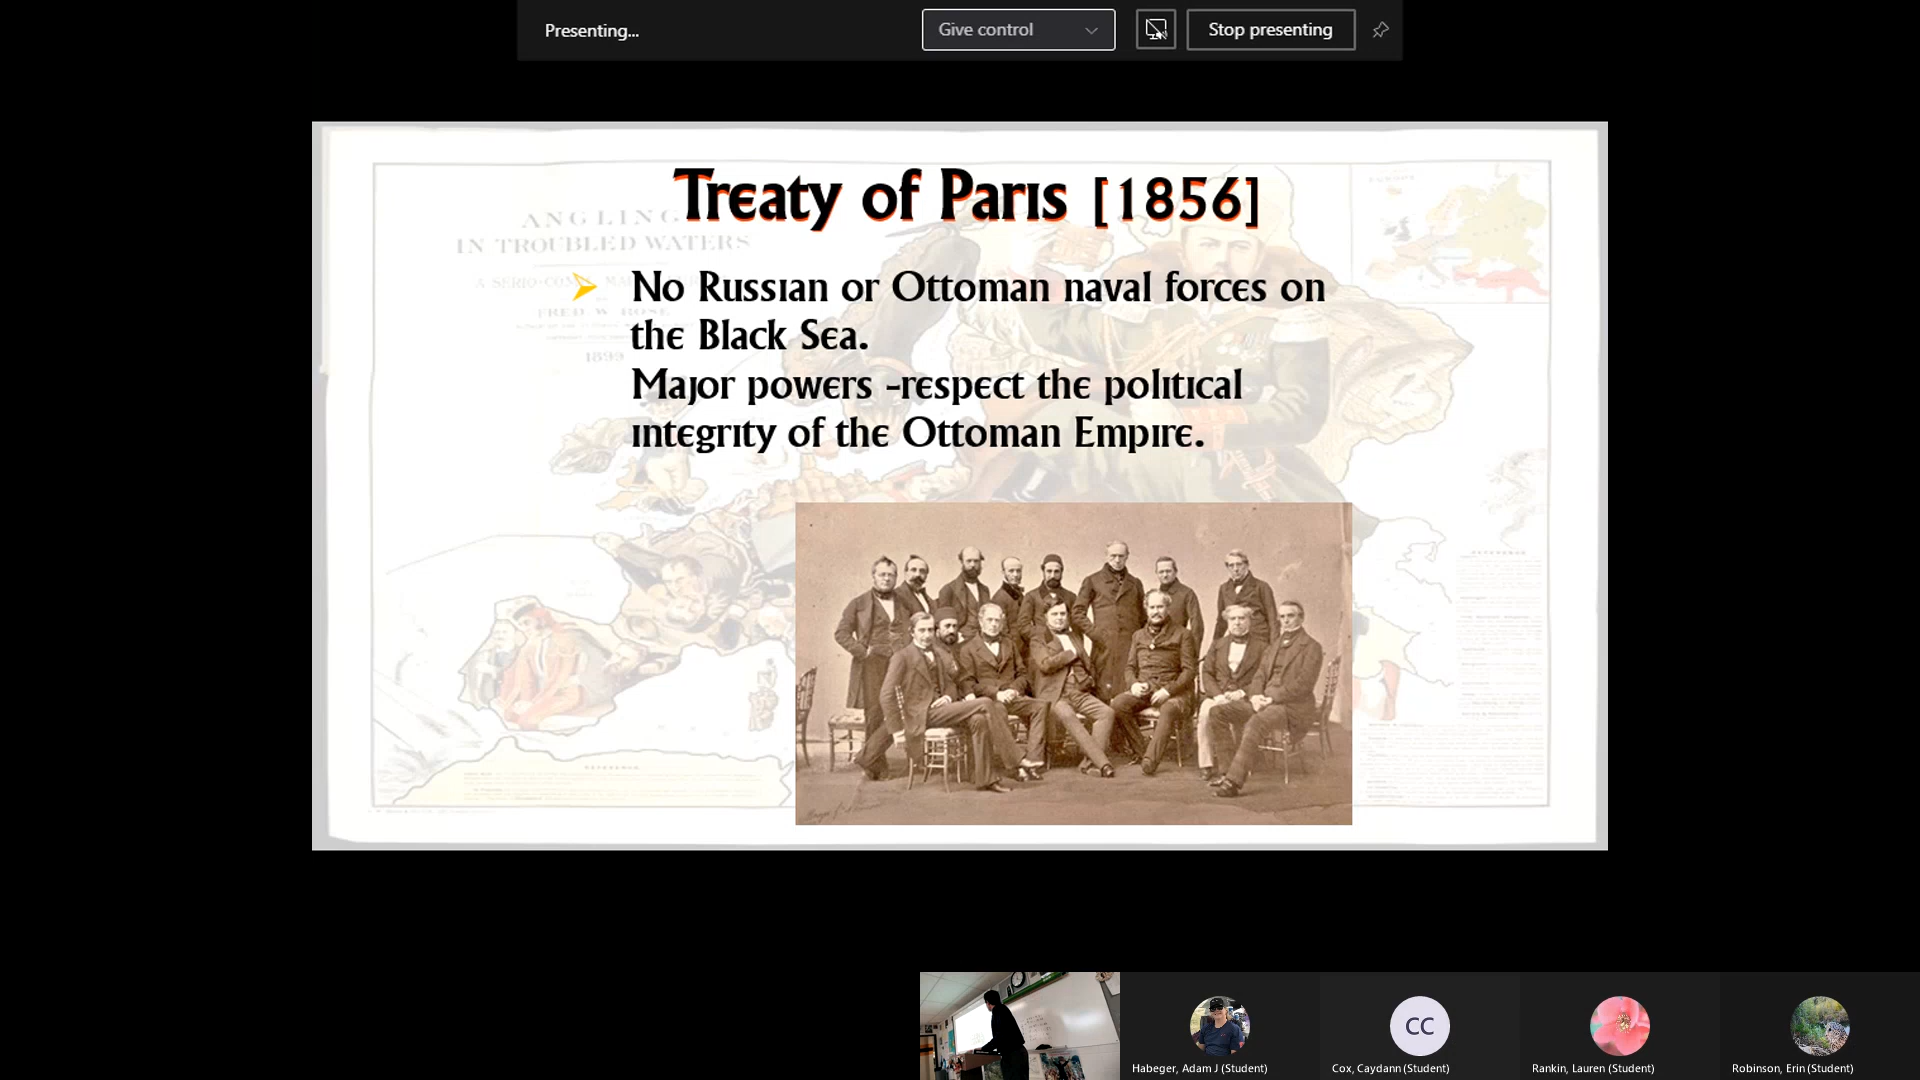 Presenting...
Give control
Stop presenting
Treaty of Paris [1856]
ANGLING
IN TROUBLED WATERS
FRED W. ROSE
1899
No Russian or Ottoman naval forces on
the Black Sea.
Major powers -respect the political
integrity of the Ottoman Empire.
REFERENCE
REFERENCE
CC
Habeger, Adam J (Student)
Cox, Caydann (Student)
Rankin, Lauren (Student)
Robinson, Erin (Student)